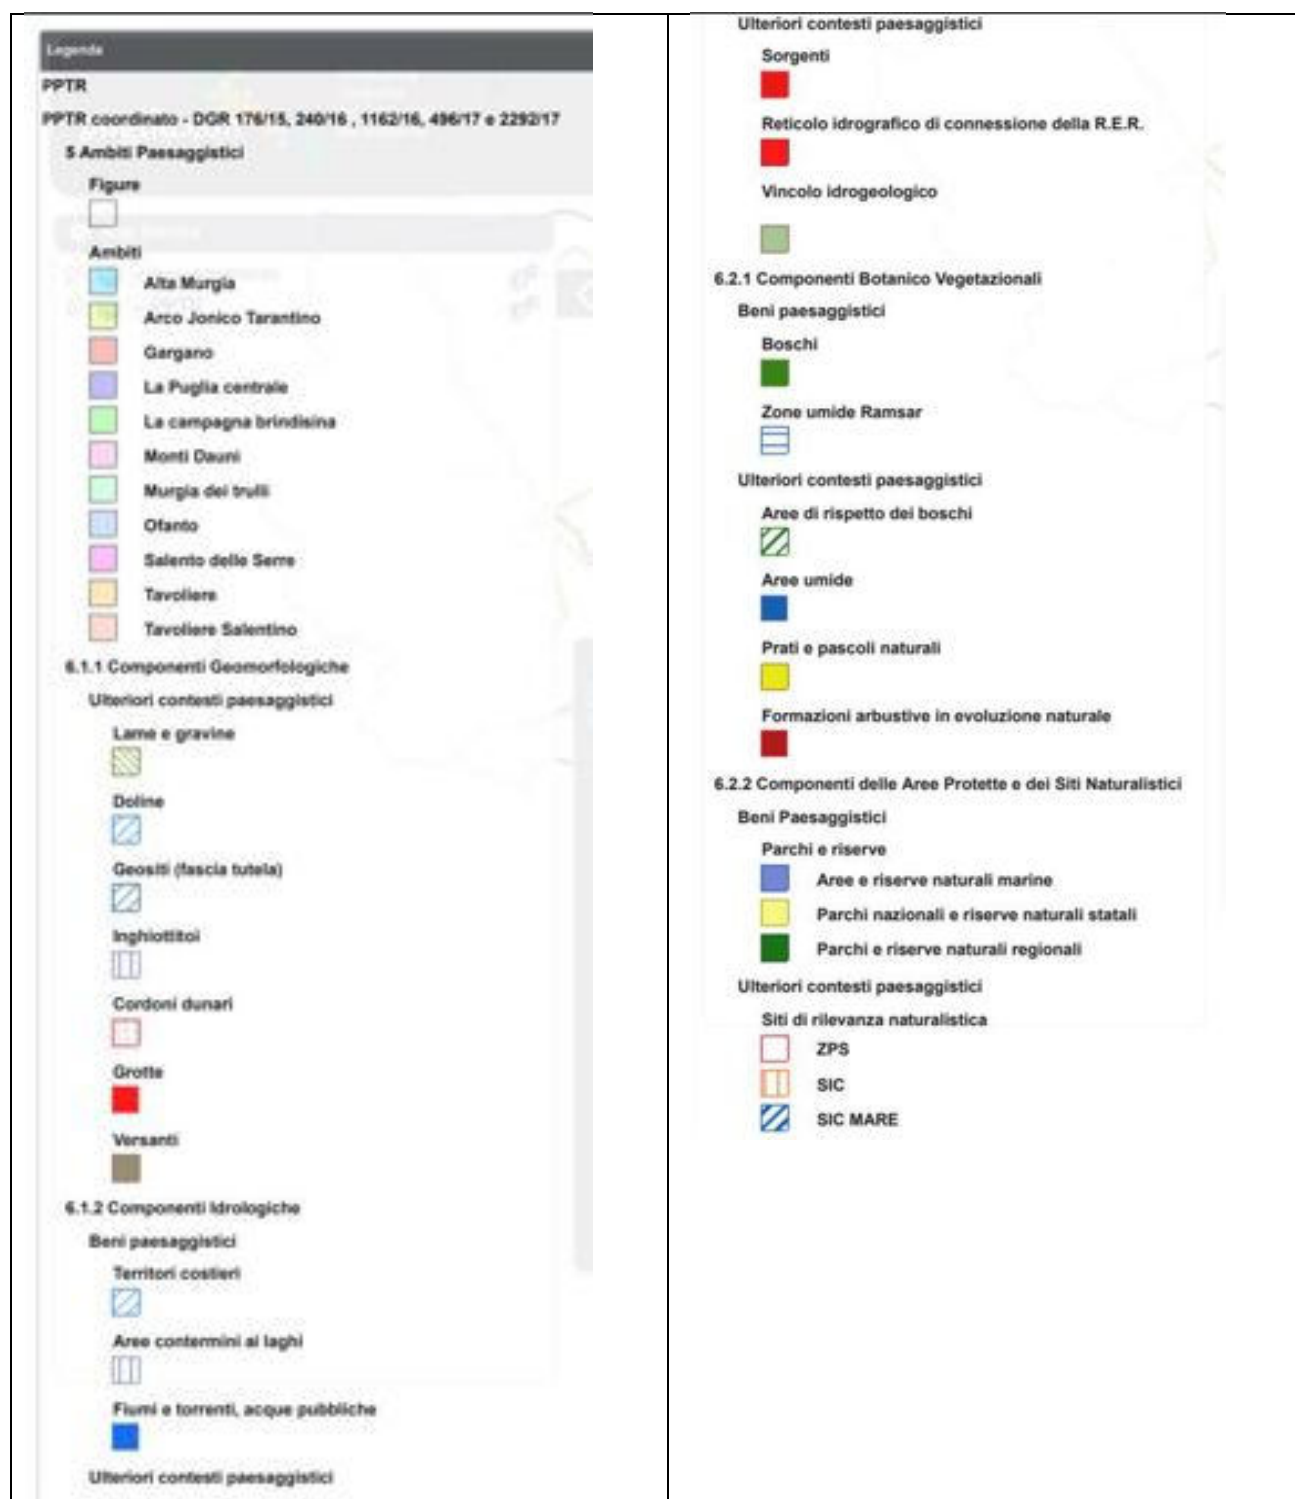 Legenda
PPTR
PPTR coordinato - DGR 176/15, 240/16 , 1162/16, 496/17 e 2292/17
5 Ambiti Paesaggistici
Figure
Ambiti
Alta Murgia
Arco Jonico Tarantino
Gargano
La Puglia centrale
La campagna brindisina
Monti Dauni
Murgia dei trulli
Ofanto
Salento delle Serre
Tavoliere
Tavoliere Salentino
6.1.1 Componenti Geomorfologiche
Ulteriori contesti paesaggistici
Lame e gravine
Doline
Geositi (fascia tutela)
Inghiottitoi
Cordoni dunari
Grotte
Versanti
6.1.2 Componenti Idrologiche
Beni paesaggistici
Territori costieri
Aree contermini ai laghi
Fiumi e torrenti, acque pubbliche
Ulteriori contesti paesaggistici
Ulteriori contesti paesaggistici
Sorgenti
Reticolo idrografico di connessione della R.E.R.
Vincolo idrogeologico
6.2.1 Componenti Botanico Vegetazionali
Beni paesaggistici
Boschi
Zone umide Ramsar
Ulteriori contesti paesaggistici
Aree di rispetto dei boschi
Aree umide
Prati e pascoli naturali
Formazioni arbustive in evoluzione naturale
6.2.2 Componenti delle Aree Protette e dei Siti Naturalistici
Beni Paesaggistici
Parchi e riserve
Aree e riserve naturali marine
Parchi nazionali e riserve naturali statali
Parchi e riserve naturali regionali
Ulteriori contesti paesaggistici
Siti di rilevanza naturalistica
ZPS
SIC
SIC MARE